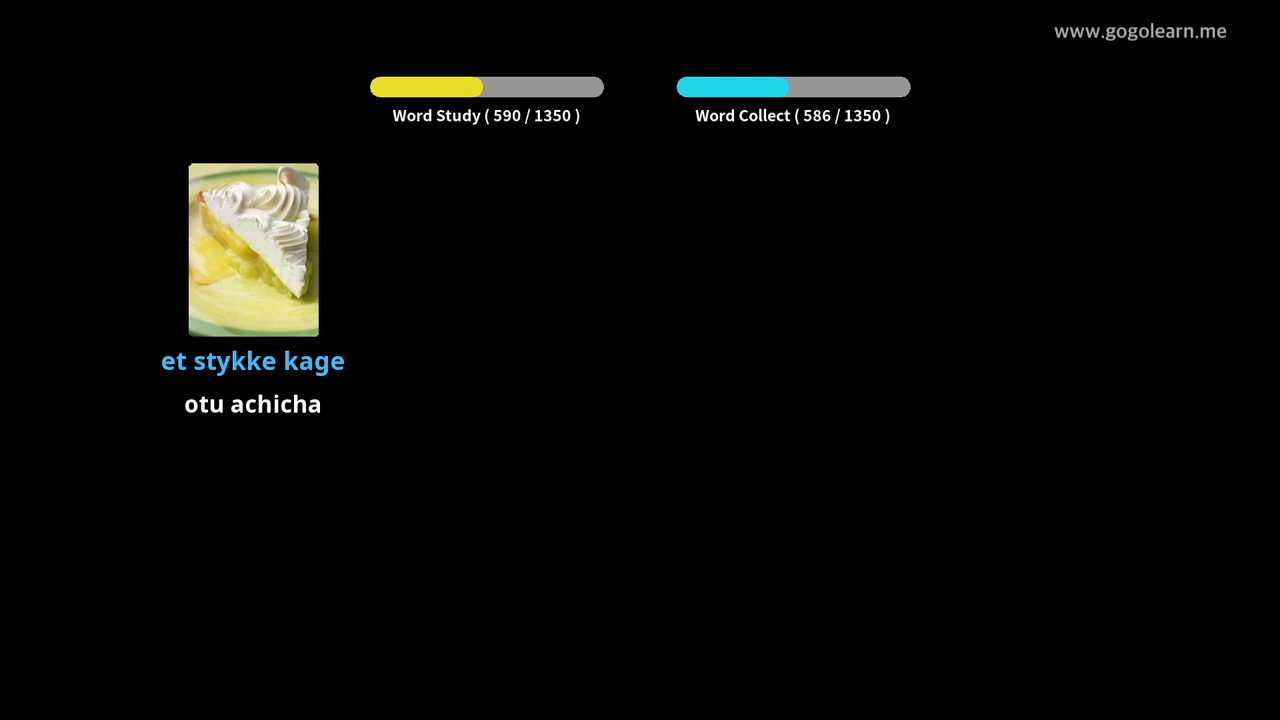 www.gogolearn.me
Word Study ( 590 / 1350 )
Word Collect ( 586 / 1350 )
et stykke kage
otu achicha